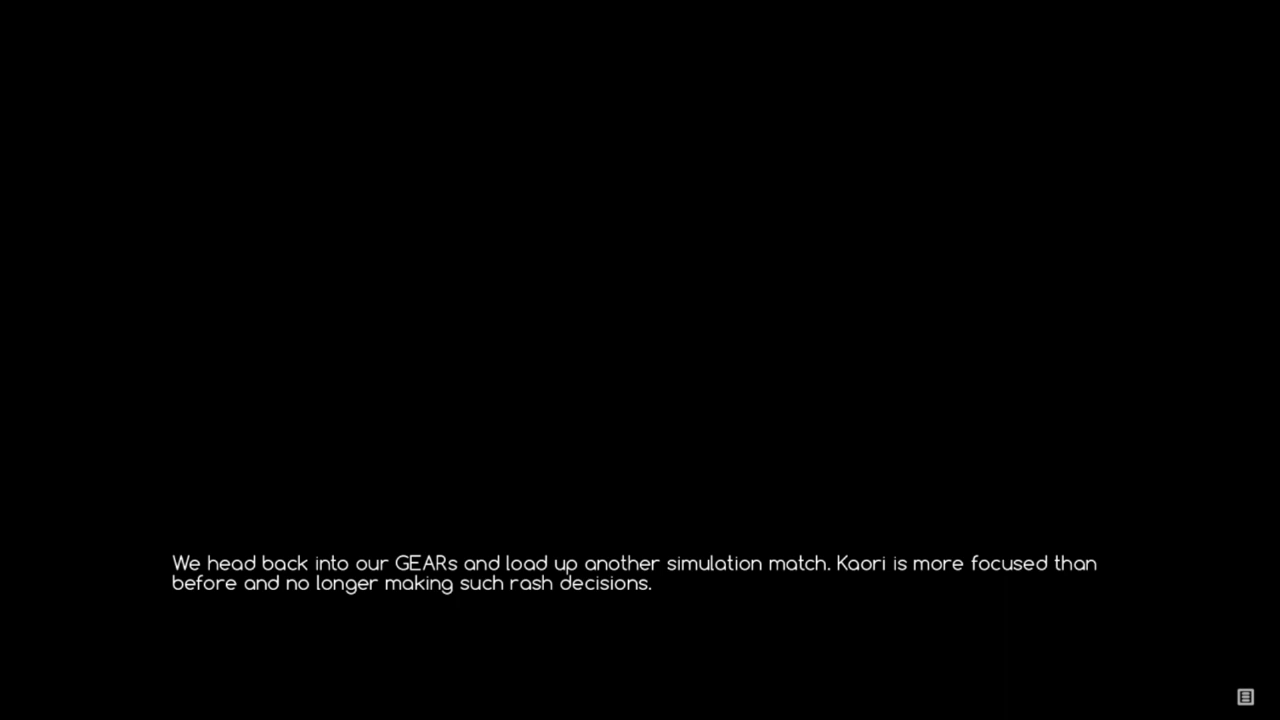 We head back into our GEARs and load up another simulation match. Kaori is more focused than
before and no longer making such rash decisions.